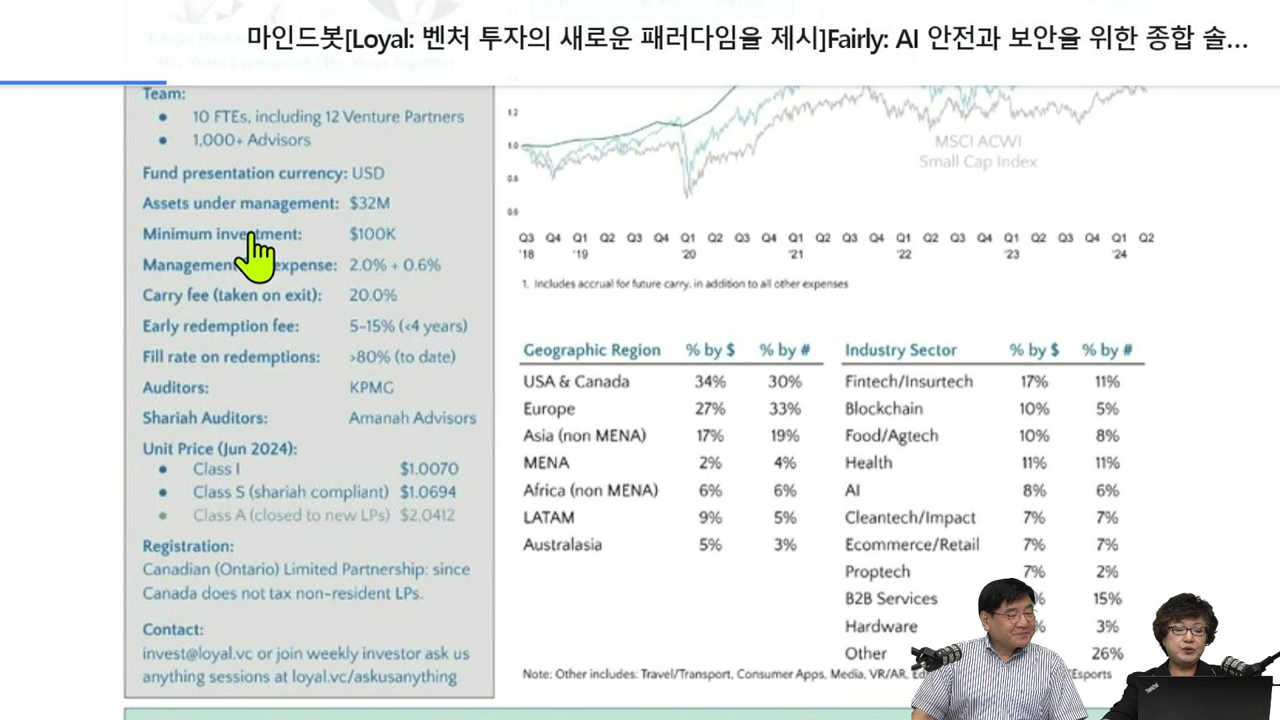 마인드봇[Loyal: 벤처 투자의 새로운 패러다임을 제시]Fairly: AI 안전과 보안을 위한 종합 솔...
Team:
10 FTEs, including 12 Venture Partners
1,000+ Advisors
Fund presentation currency: USD
Assets under management: $32M
Minimum investment: $100K
Management expense: 2.0% + 0.6%
Carry fee (taken on exit): 20.0%
Early redemption fee: 5-15% (<4 years)
Fill rate on redemptions: >80% (to date)
Auditors: KPMG
Shariah Auditors: Amanah Advisors
Unit Price (Jun 2024):
Class I $1.0070
Class S (shariah compliant) $1.0694
Class A (closed to new LPs) $2.0412
Registration:
Canadian (Ontario) Limited Partnership: since
Canada does not tax non-resident LPs.
Contact:
invest@loyal.vc or join weekly investor ask us
anything sessions at loyal.vc/askusanything
1.2
1.0
0.8
0.6
MSCI ACWI
Small Cap Index
Q3 Q4 Q1 Q2 Q3 Q4 Q1 Q2 Q3 Q4 Q1 Q2 Q3 Q4 Q1 Q2 Q3 Q4 Q1 Q2 Q3 Q4 Q1 Q2
'18 '19 '20 '21 '22 '23 '24
1. Includes accrual for future carry, in addition to all other expenses
Geographic Region % by $ % by #
USA & Canada 34% 30%
Europe 27% 33%
Asia (non MENA) 17% 19%
MENA 2% 4%
Africa (non MENA) 6% 6%
LATAM 9% 5%
Australasia 5% 3%
Industry Sector % by $ % by #
Fintech/Insurtech 17% 11%
Blockchain 10% 5%
Food/Agtech 10% 8%
Health 11% 11%
AI 8% 6%
Cleantech/Impact 7% 7%
Ecommerce/Retail 7% 7%
Proptech 7% 2%
B2B Services 15%
Hardware 3%
Other 26%
Note: Other includes: Travel/Transport, Consumer Apps, Media, VR/AR, Esports
ThinkPad